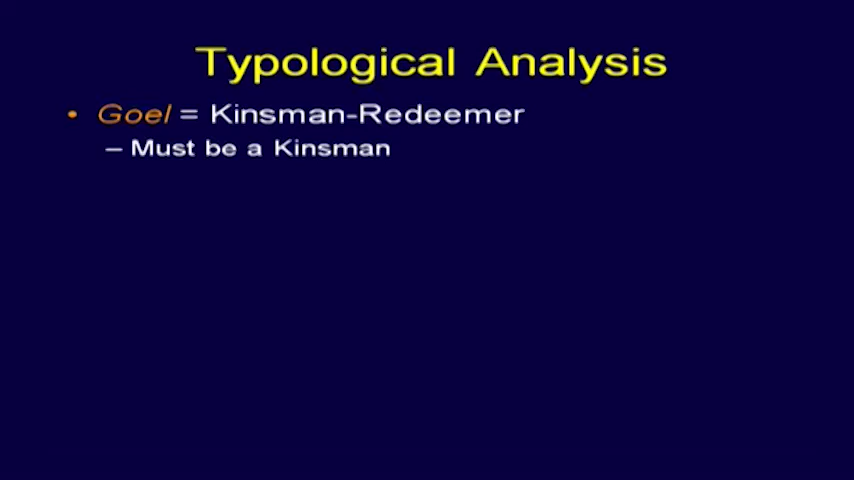 Typological Analysis
• Goel = Kinsman-Redeemer
– Must be a Kinsman